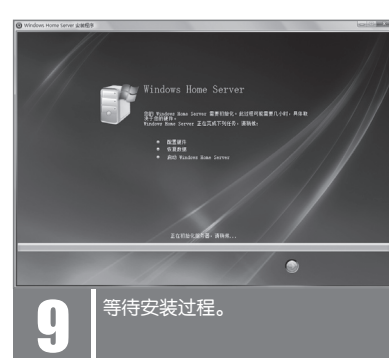 Windows Home Server 安装程序
Windows Home Server
您的 Windows Home Server 需要初始化。此过程可能需要几小时，具体取
决于您的硬件。
Windows Home Server 正在完成下列任务，请稍候：
配置硬件
恢复数据
启动 Windows Home Server
正在初始化服务器，请稍候...
9
等待安装过程。